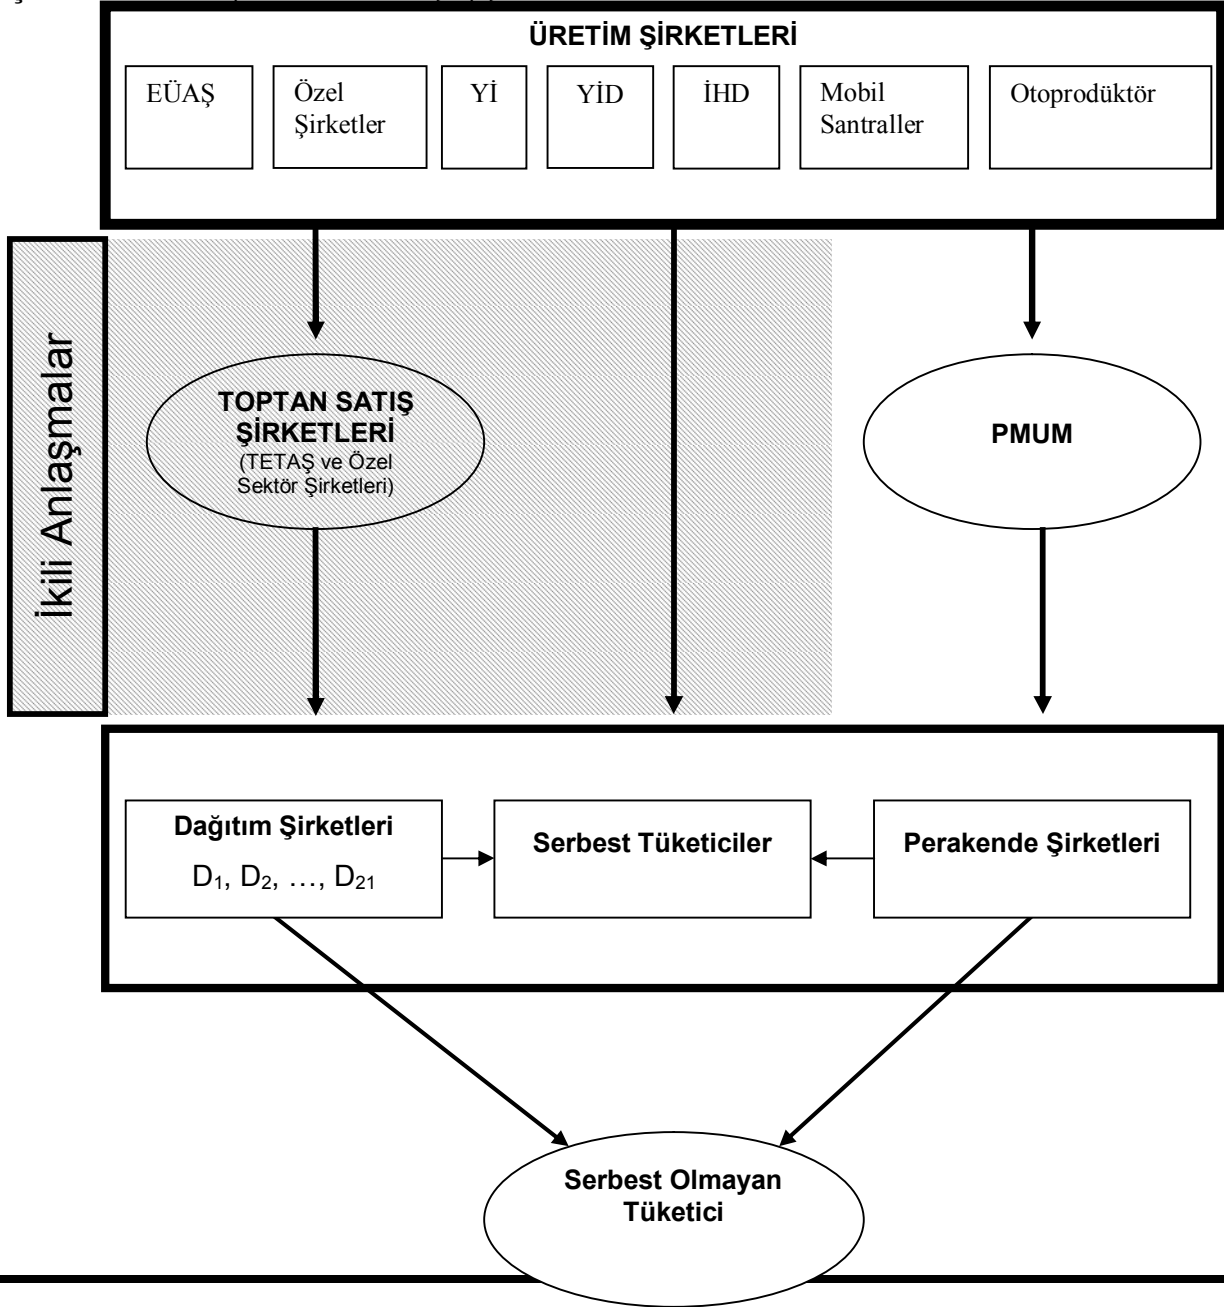 ÜRETİM ŞİRKETLERİ
EÜAŞ
Özel
Şirketler
Yİ
YİD
İHD
Mobil
Santraller
Otoprodüktör
İkili Anlaşmalar
TOPTAN SATIŞ
ŞİRKETLERİ
(TETAŞ ve Özel
Sektör Şirketleri)
PMUM
Dağıtım Şirketleri
D₁, D₂, …, D₂₁
Serbest Tüketiciler
Perakende Şirketleri
Serbest Olmayan
Tüketici